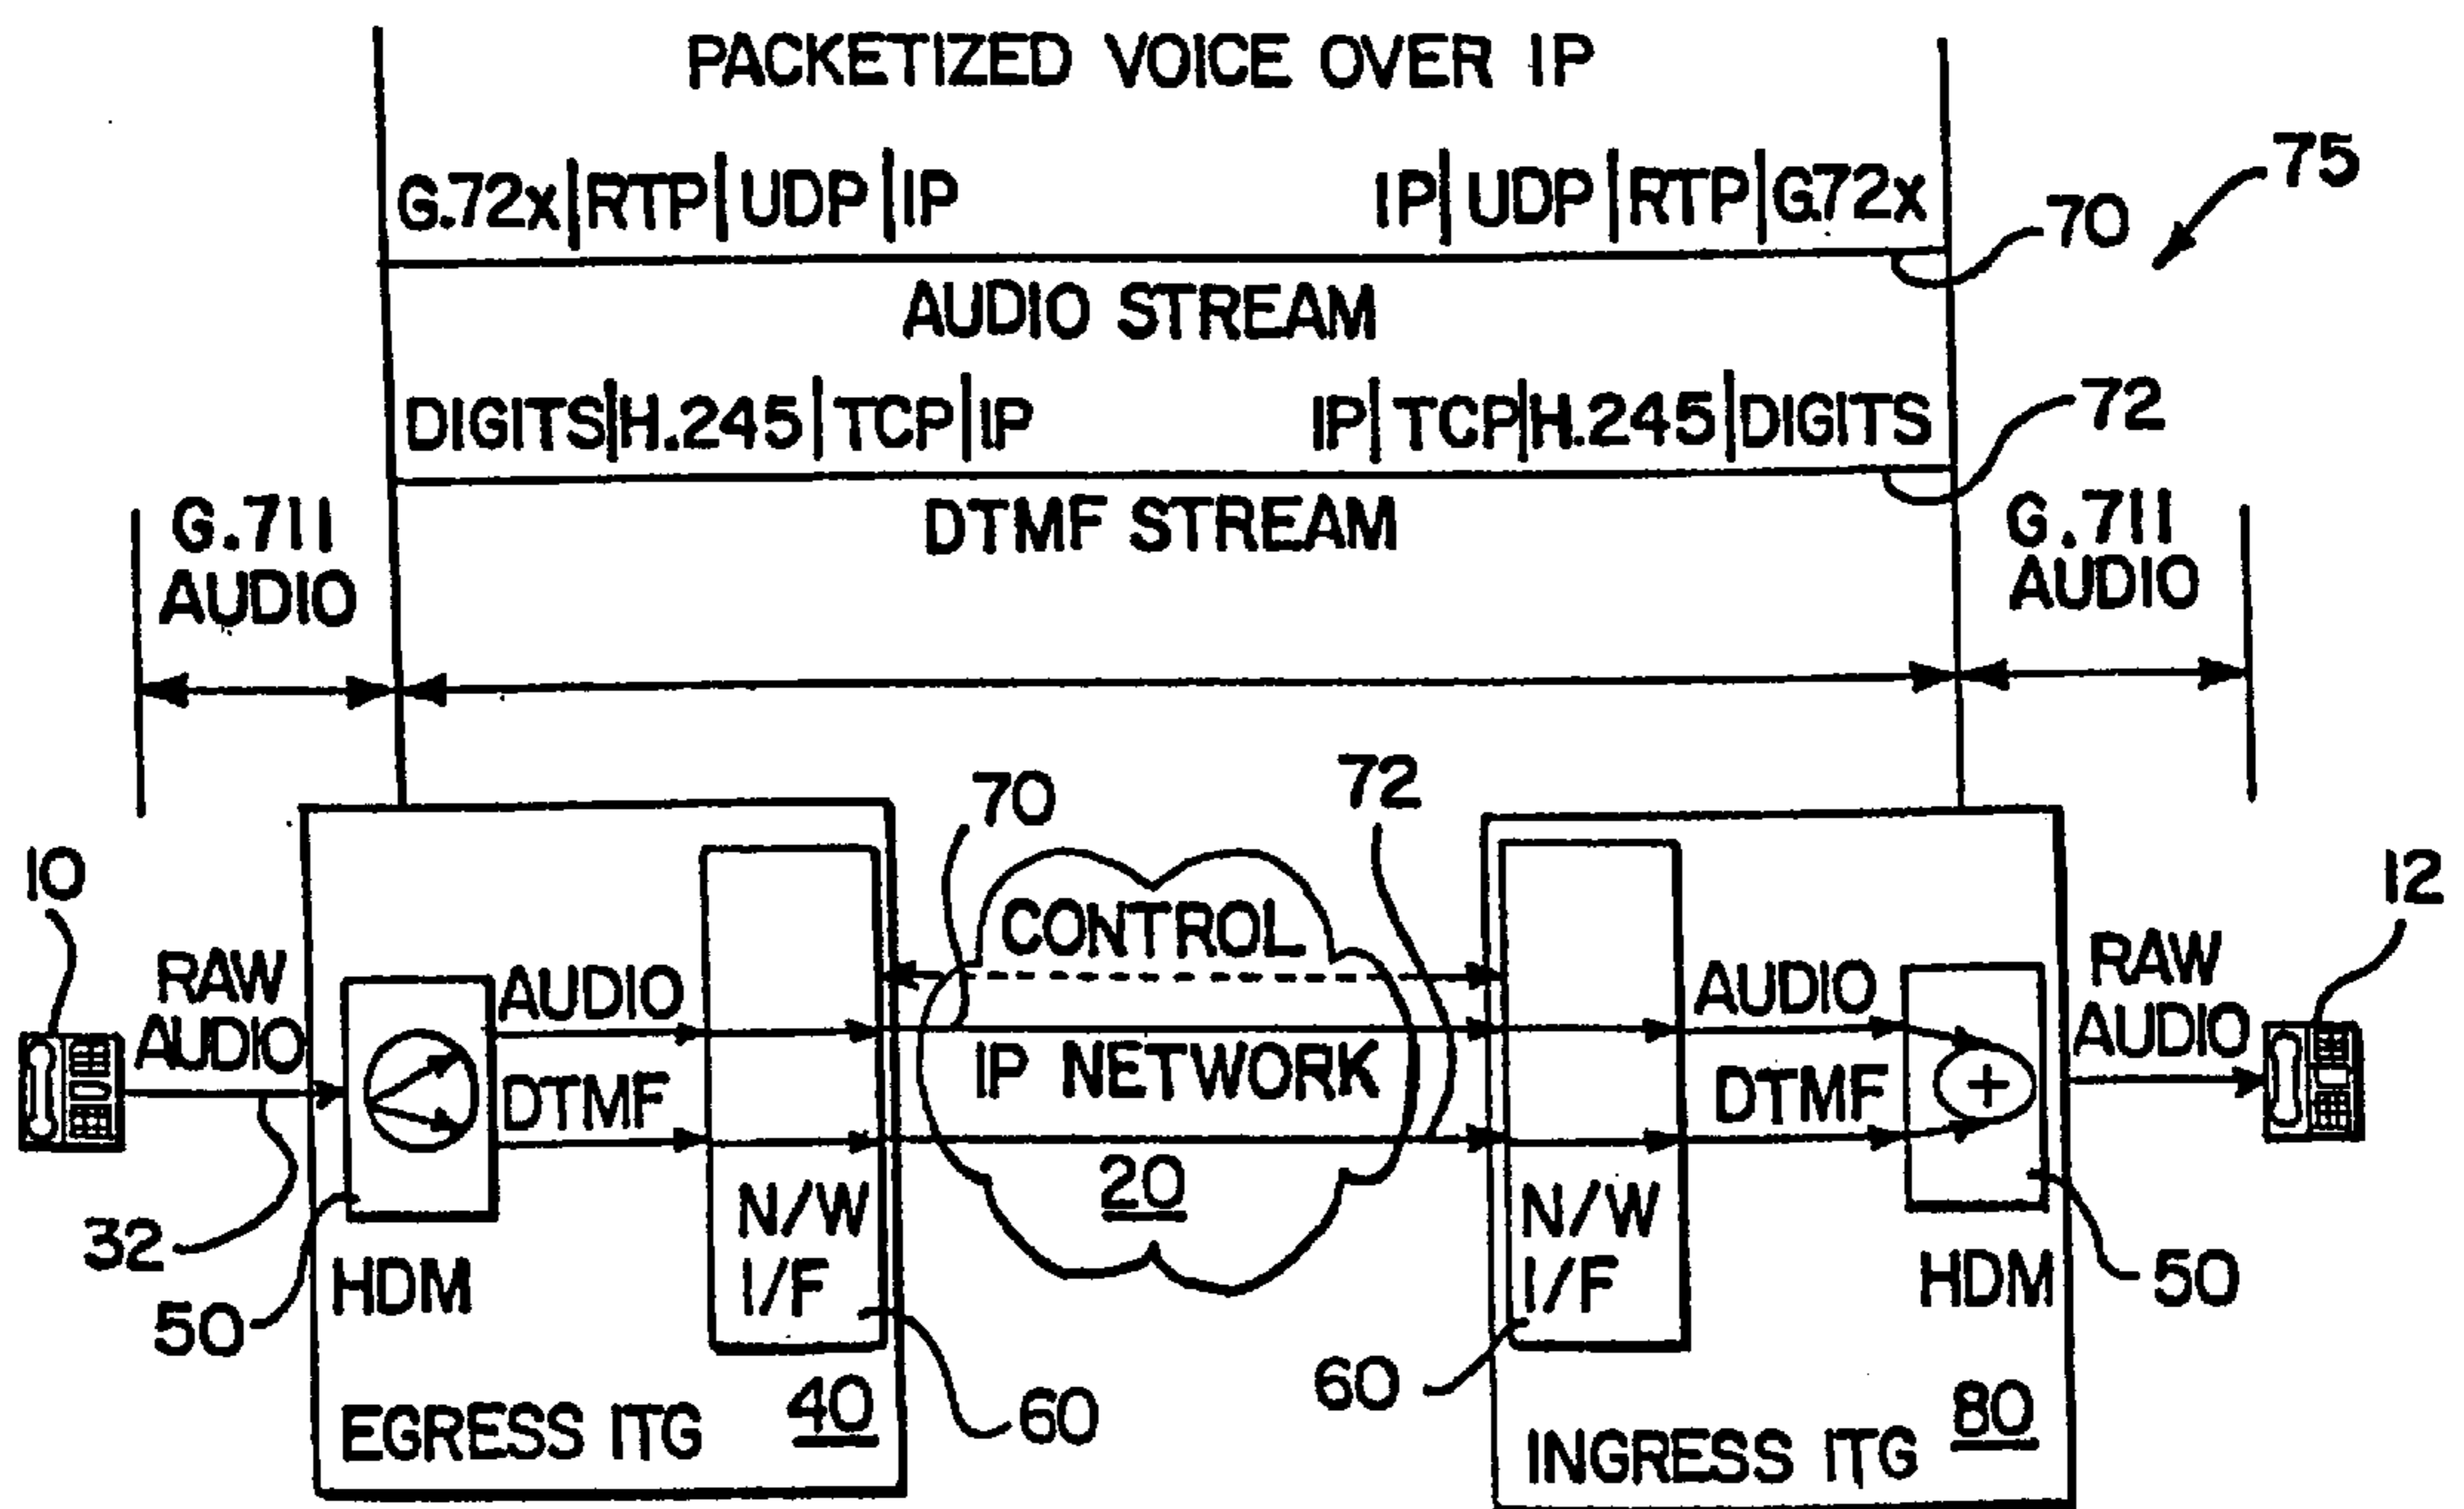 PACKETIZED VOICE OVER IP
75
G.72x|RTP|UDP|IP
IP|UDP|RTP|G.72x
70
AUDIO STREAM
DIGITS|H.245|TCP|IP
IP|TCP|H.245|DIGITS
72
DTMF STREAM
G.711
AUDIO
G.711
AUDIO
70
72
10
12
CONTROL
RAW
AUDIO
AUDIO
AUDIO
RAW
AUDIO
IP NETWORK
DTMF
DTMF
20
32
N/W
I/F
N/W
I/F
HDM
HDM
50
50
60
60
EGRESS ITG
40
INGRESS ITG
80